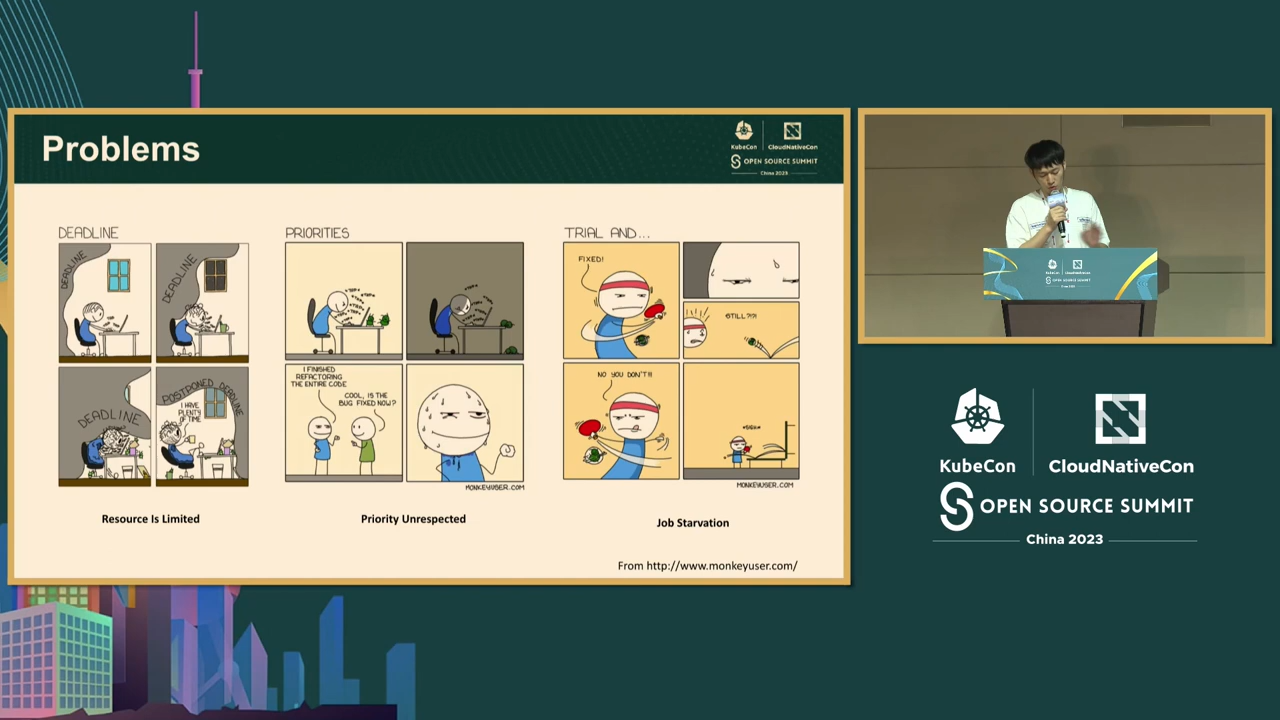 Problems
KubeCon
CloudNativeCon
OPEN SOURCE SUMMIT
China 2023
DEADLINE
DEADLINE
DEADLINE
DEADLINE
POSTPONED DEADLINE
I HAVE
PLENTY
OF TIME
Resource Is Limited
PRIORITIES
I FINISHED
REFACTORING
THE ENTIRE CODE
COOL, IS THE
BUG FIXED NOW?
MONKEYUSER.COM
Priority Unrespected
TRIAL AND...
FIXED!
STILL?!?!
NO YOU DON'T!!
*SIGH*
MONKEYUSER.COM
Job Starvation
From http://www.monkeyuser.com/
KubeCon
CloudNativeCon
OPEN SOURCE SUMMIT
China 2023